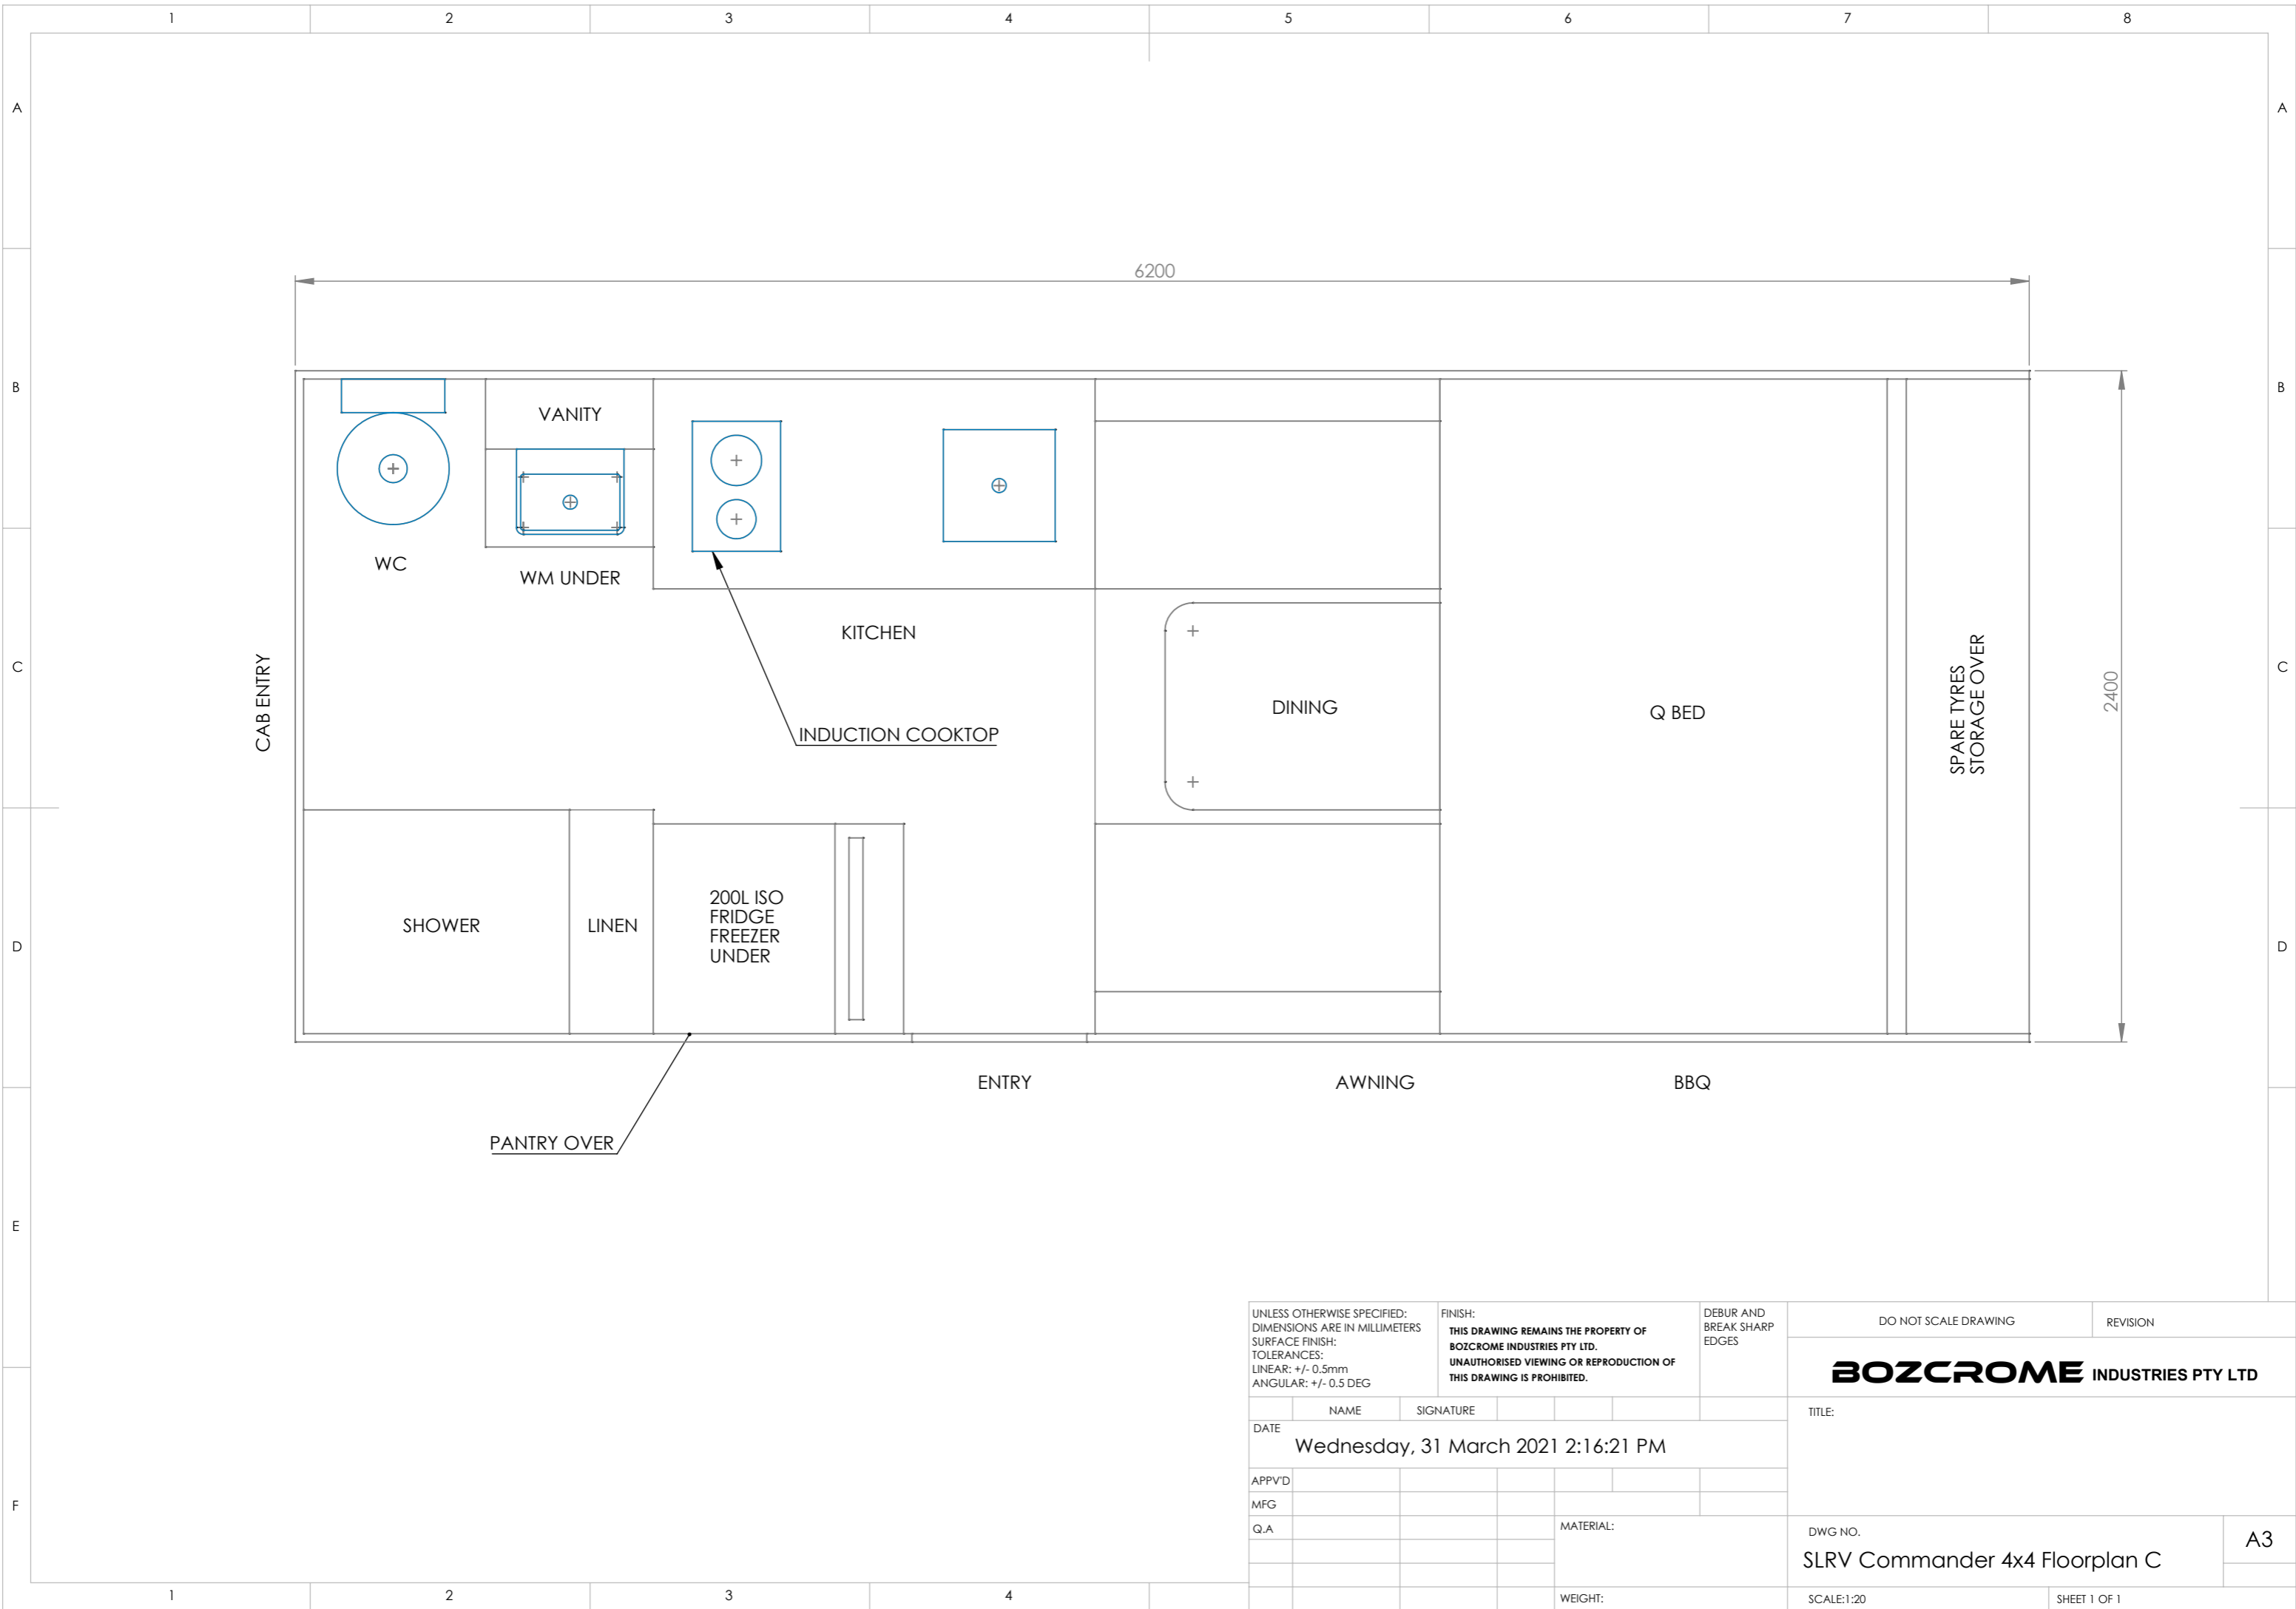 1 2 3 4 5 6 7 8
A A
6200
B B
VANITY
WC
WM UNDER
KITCHEN
C C
CAB ENTRY
INDUCTION COOKTOP
DINING
Q BED
SPARE TYRES
STORAGE OVER
2400
SHOWER
LINEN
200L ISO
FRIDGE
FREEZER
UNDER
D D
ENTRY
AWNING
BBQ
PANTRY OVER
E
F
UNLESS OTHERWISE SPECIFIED:
DIMENSIONS ARE IN MILLIMETERS
SURFACE FINISH:
TOLERANCES:
LINEAR: +/- 0.5mm
ANGULAR: +/- 0.5 DEG
FINISH:
THIS DRAWING REMAINS THE PROPERTY OF
BOZCROME INDUSTRIES PTY LTD.
UNAUTHORISED VIEWING OR REPRODUCTION OF
THIS DRAWING IS PROHIBITED.
DEBUR AND
BREAK SHARP
EDGES
DO NOT SCALE DRAWING
REVISION
BOZCROME INDUSTRIES PTY LTD
NAME
SIGNATURE
TITLE:
DATE
Wednesday, 31 March 2021 2:16:21 PM
APPV'D
MFG
Q.A
MATERIAL:
DWG NO.
SLRV Commander 4x4 Floorplan C
A3
WEIGHT:
SCALE:1:20
SHEET 1 OF 1
1 2 3 4